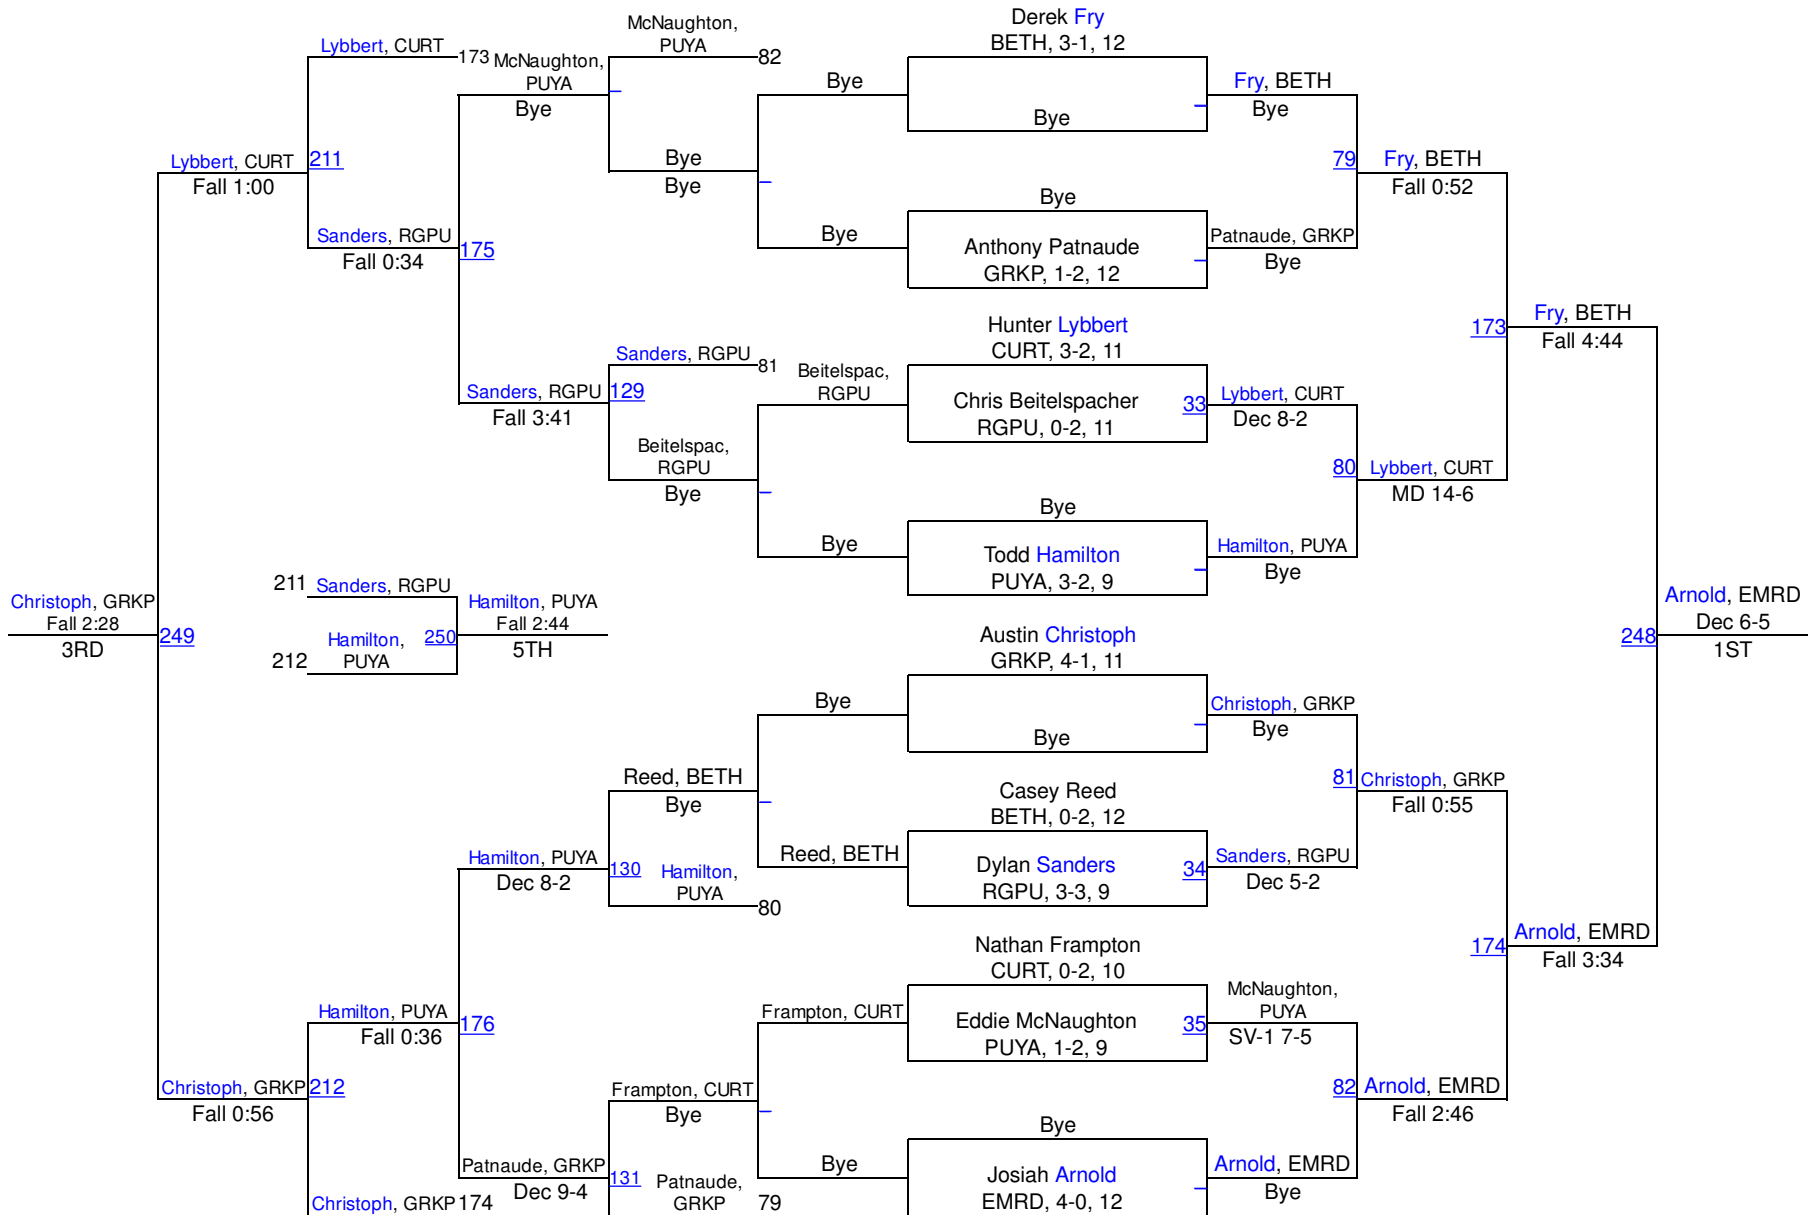 Derek Fry
BETH, 3-1, 12
McNaughton,
PUYA
82
Lybbert, CURT
173
McNaughton,
PUYA
Bye
Bye
Fry, BETH
Bye
Bye
Bye
Bye
Lybbert, CURT
211
Fall 1:00
79
Fry, BETH
Fall 0:52
Bye
Sanders, RGPU
175
Fall 0:34
Bye
Anthony Patnaude
GRKP, 1-2, 12
Patnaude, GRKP
Bye
Hunter Lybbert
CURT, 3-2, 11
173
Fry, BETH
Fall 4:44
Sanders, RGPU
81
Beitelspac,
RGPU
Sanders, RGPU
129
Fall 3:41
Chris Beitelspacher
RGPU, 0-2, 11
33
Lybbert, CURT
Dec 8-2
Beitelspac,
RGPU
Bye
80
Lybbert, CURT
MD 14-6
Bye
Bye
Todd Hamilton
PUYA, 3-2, 9
Hamilton, PUYA
Bye
211
Sanders, RGPU
Christoph, GRKP
Fall 2:28
3RD
249
212
Hamilton,
PUYA
250
Hamilton, PUYA
Fall 2:44
5TH
Arnold, EMRD
Dec 6-5
1ST
248
Austin Christoph
GRKP, 4-1, 11
Bye
Christoph, GRKP
Bye
Bye
Reed, BETH
Bye
Casey Reed
BETH, 0-2, 12
81
Christoph, GRKP
Fall 0:55
Hamilton, PUYA
Dec 8-2
130
Hamilton,
PUYA
80
Reed, BETH
Dylan Sanders
RGPU, 3-3, 9
34
Sanders, RGPU
Dec 5-2
Nathan Frampton
CURT, 0-2, 10
174
Arnold, EMRD
Fall 3:34
Hamilton, PUYA
Fall 0:36
176
Frampton, CURT
Eddie McNaughton
PUYA, 1-2, 9
35
McNaughton,
PUYA
SV-1 7-5
Christoph, GRKP
212
Fall 0:56
Frampton, CURT
Bye
82
Arnold, EMRD
Fall 2:46
Bye
Patnaude, GRKP
Dec 9-4
131
Patnaude,
GRKP
79
Bye
Josiah Arnold
EMRD, 4-0, 12
Arnold, EMRD
Bye
Christoph, GRKP
174